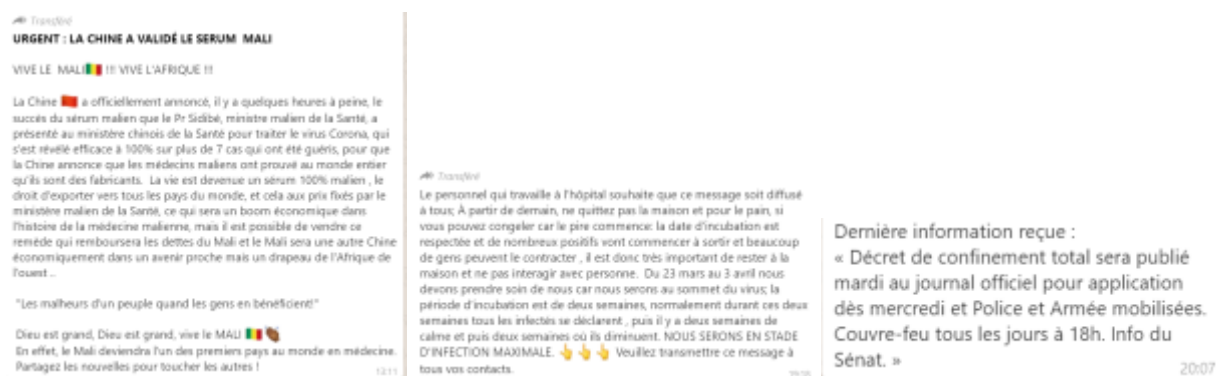 Transféré
URGENT : LA CHINE A VALIDÉ LE SERUM MALI
VIVE LE MALI🇲🇱 !!! VIVE L'AFRIQUE !!!
La Chine 🇨🇳 a officiellement annoncé, il y a quelques heures à peine, le
succès du sérum malien que le Pr Sidibé, ministre malien de la Santé, a
présenté au ministère chinois de la Santé pour traiter le virus Corona, qui
s'est révélé efficace à 100% sur plus de 7 cas qui ont été guéris, pour que
la Chine annonce que les médecins maliens ont prouvé au monde entier
qu'ils sont des fabricants. La vie est devenue un sérum 100% malien , le
droit d'exporter vers tous les pays du monde, et cela aux prix fixés par le
ministère malien de la Santé, ce qui sera un boom économique dans
l'histoire de la médecine malienne, mais il est possible de vendre ce
remède qui remboursera les dettes du Mali et le Mali sera une autre Chine
économiquement dans un avenir proche mais un drapeau de l'Afrique de
l'ouest ..
"Les malheurs d'un peuple quand les gens en bénéficient!"
Dieu est grand, Dieu est grand, vive le MALI 🇲🇱
En effet, le Mali deviendra l'un des premiers pays au monde en médecine.
Partagez les nouvelles pour toucher les autres !
Transféré
Le personnel qui travaille à l'hôpital souhaite que ce message soit diffusé
à tous; À partir de demain, ne quittez pas la maison et pour le pain, si
vous pouvez congeler car le pire commence: la date d'incubation est
respectée et de nombreux positifs vont commencer à sortir et beaucoup
de gens peuvent le contracter , il est donc très important de rester à la
maison et ne pas interagir avec personne. Du 23 mars au 3 avril nous
devons prendre soin de nous car nous serons au sommet du virus; la
période d'incubation est de deux semaines, normalement durant ces deux
semaines tous les infectés se déclarent , puis il y a deux semaines de
calme et puis deux semaines où ils diminuent. NOUS SERONS EN STADE
D'INFECTION MAXIMALE. 👆👆👆 Veuillez transmettre ce message à
tous vos contacts.
Dernière information reçue :
« Décret de confinement total sera publié
mardi au journal officiel pour application
dès mercredi et Police et Armée mobilisées.
Couvre-feu tous les jours à 18h. Info du
Sénat. »
20:07